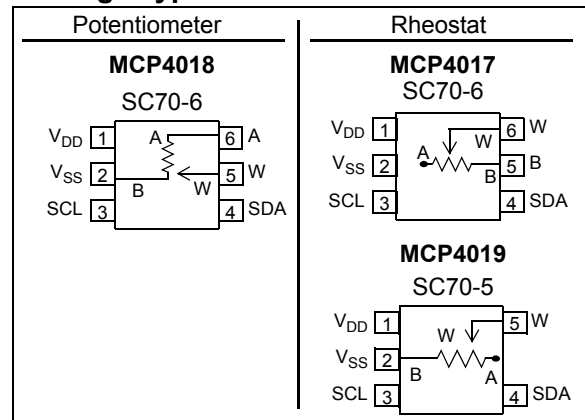 Potentiometer
MCP4018
SC70-6
VDD 1
VSS 2
SCL 3
A
B
W
6 A
5 W
4 SDA
Rheostat
MCP4017
SC70-6
VDD 1
VSS 2
SCL 3
A
W
B
6 W
5 B
4 SDA
MCP4019
SC70-5
VDD 1
VSS 2
SCL 3
W
B
A
5 W
4 SDA